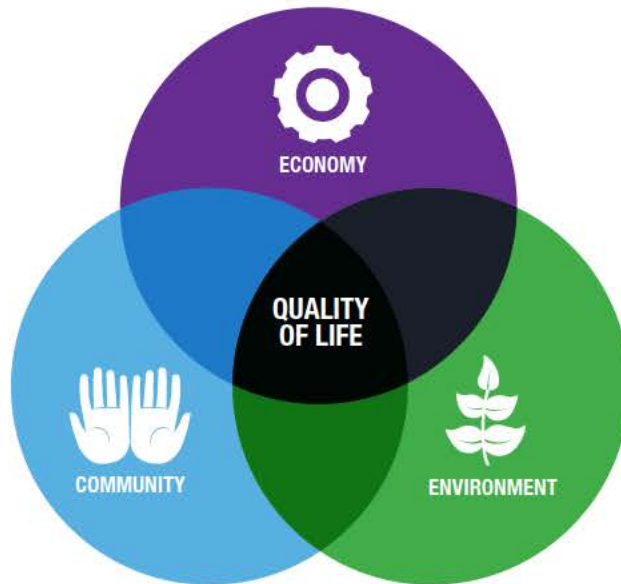 ECONOMY
QUALITY
OF LIFE
COMMUNITY
ENVIRONMENT